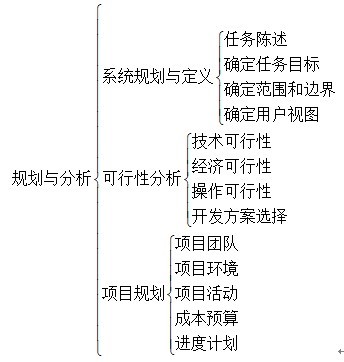 规划与分析
系统规划与定义
任务陈述
确定任务目标
确定范围和边界
确定用户视图
可行性分析
技术可行性
经济可行性
操作可行性
开发方案选择
项目规划
项目团队
项目环境
项目活动
成本预算
进度计划